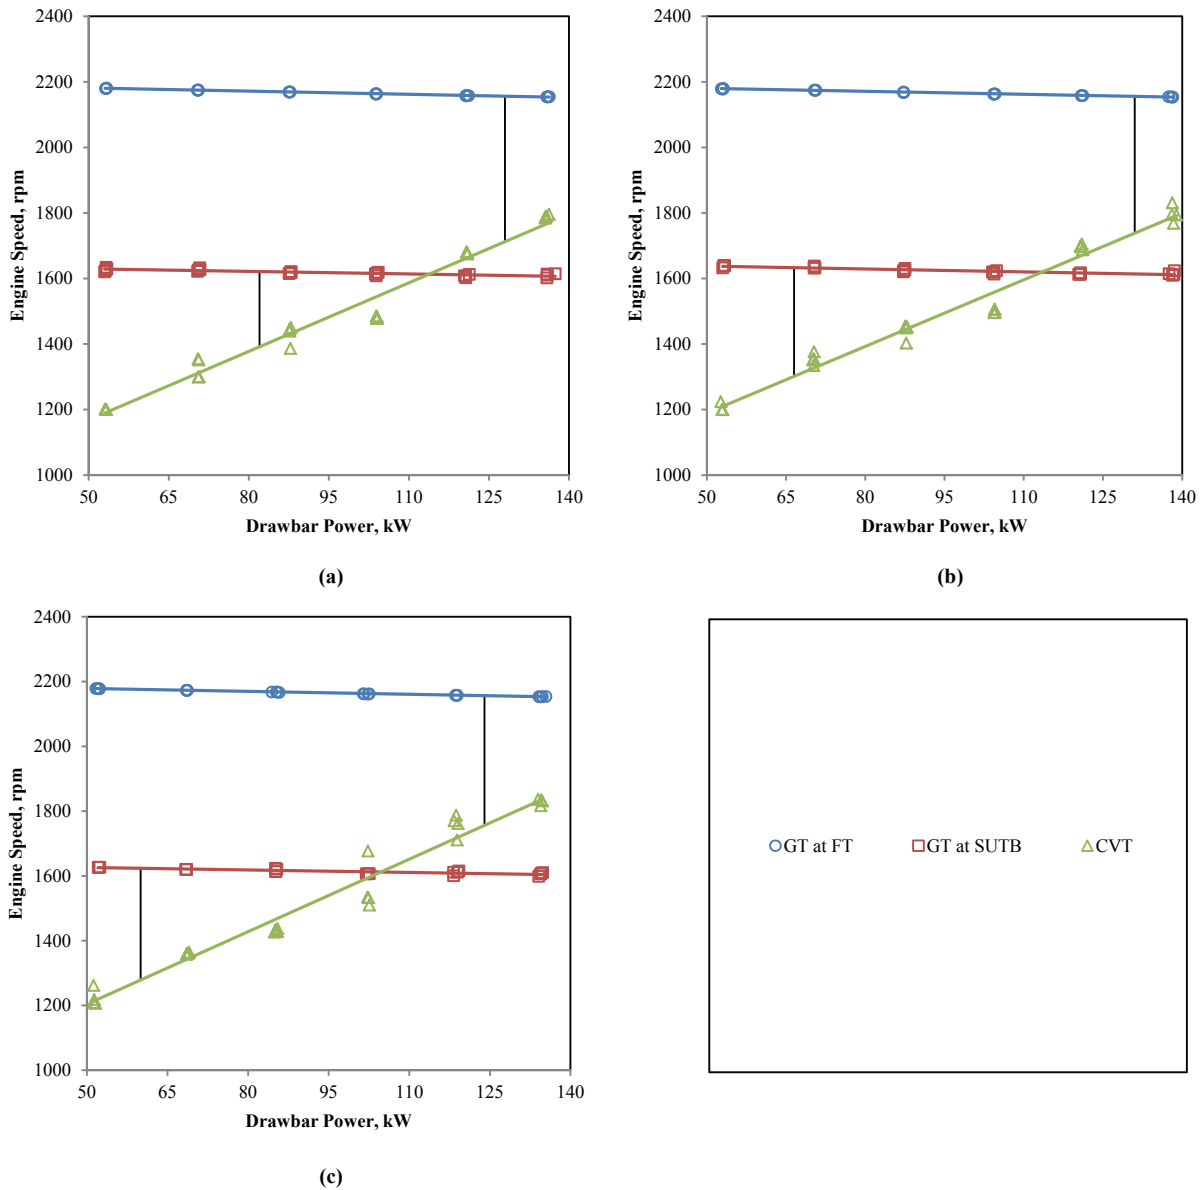 2400
2200
2000
1800
1600
1400
1200
1000
Engine Speed, rpm
50 65 80 95 110 125 140
Drawbar Power, kW
(a)
2400
2200
2000
1800
1600
1400
1200
1000
Engine Speed, rpm
50 65 80 95 110 125 140
Drawbar Power, kW
(b)
2400
2200
2000
1800
1600
1400
1200
1000
Engine Speed, rpm
50 65 80 95 110 125 140
Drawbar Power, kW
(c)
GT at FT GT at SUTB CVT